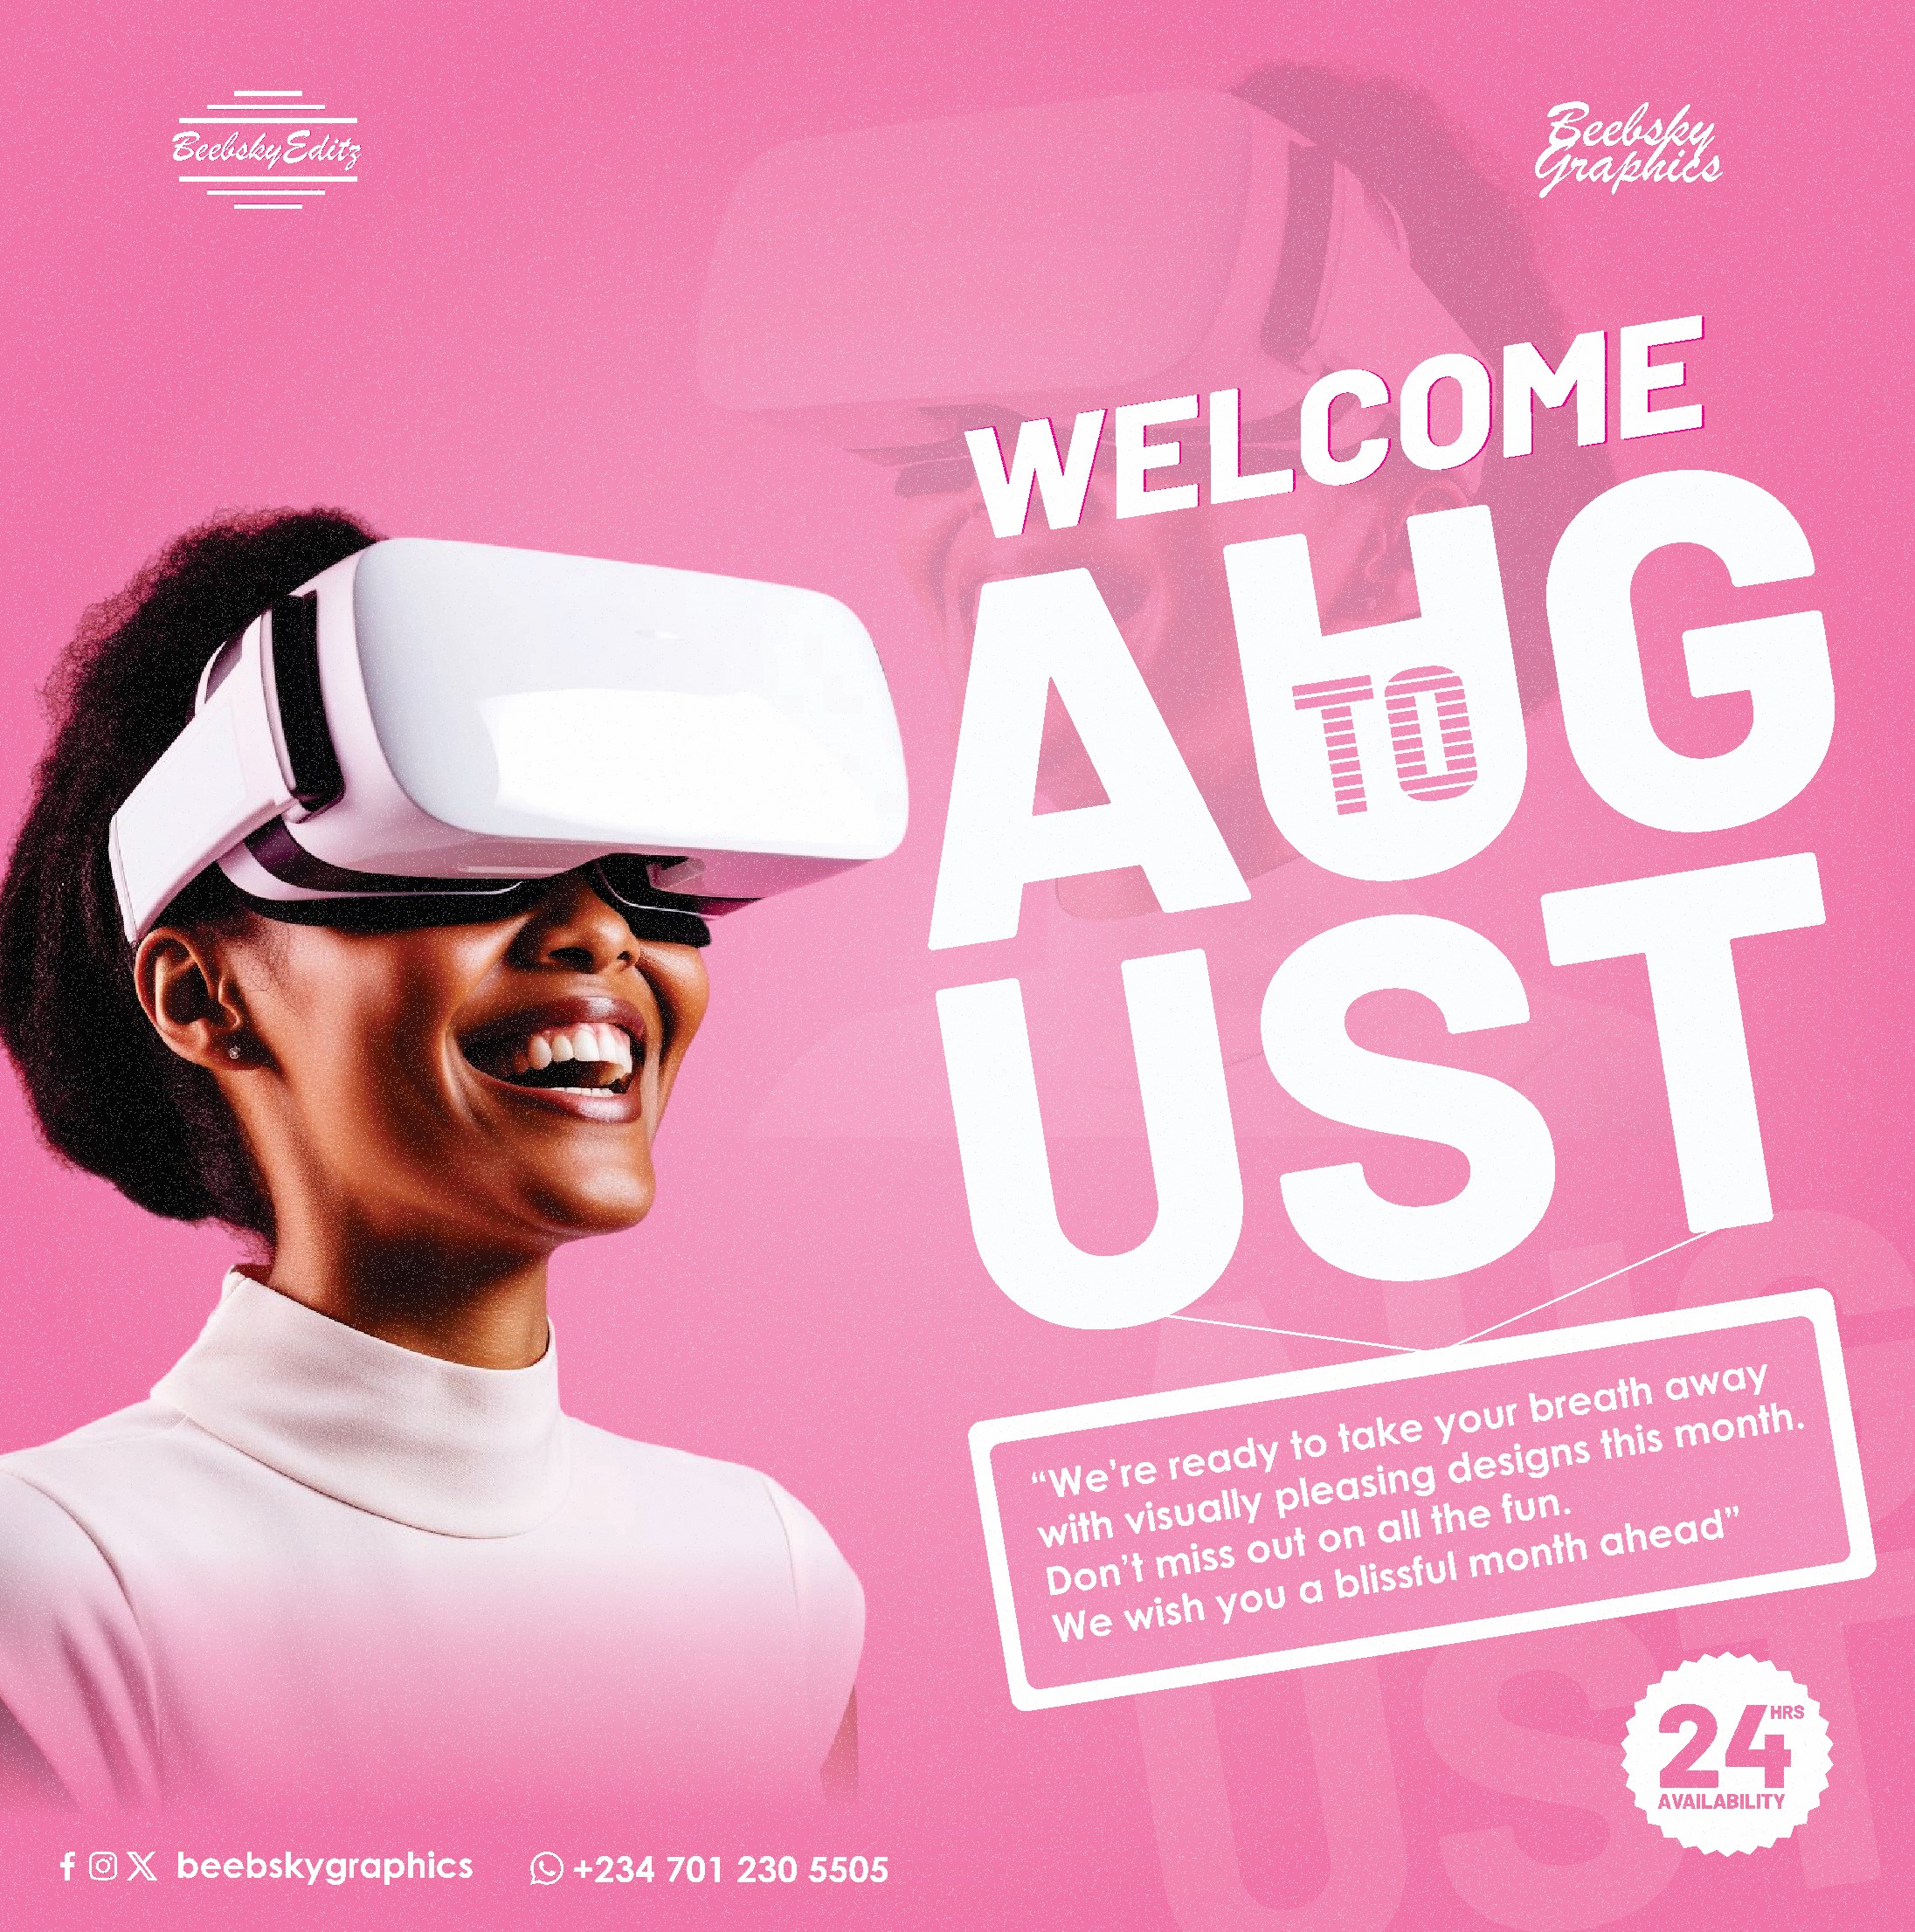 BeebskyEditz
Beebsky
Graphics
WELCOME
TO
AUG
UST
“We’re ready to take your breath away
with visually pleasing designs this month.
Don’t miss out on all the fun.
We wish you a blissful month ahead”
24 HRS
AVAILABILITY
beebskygraphics
+234 701 230 5505